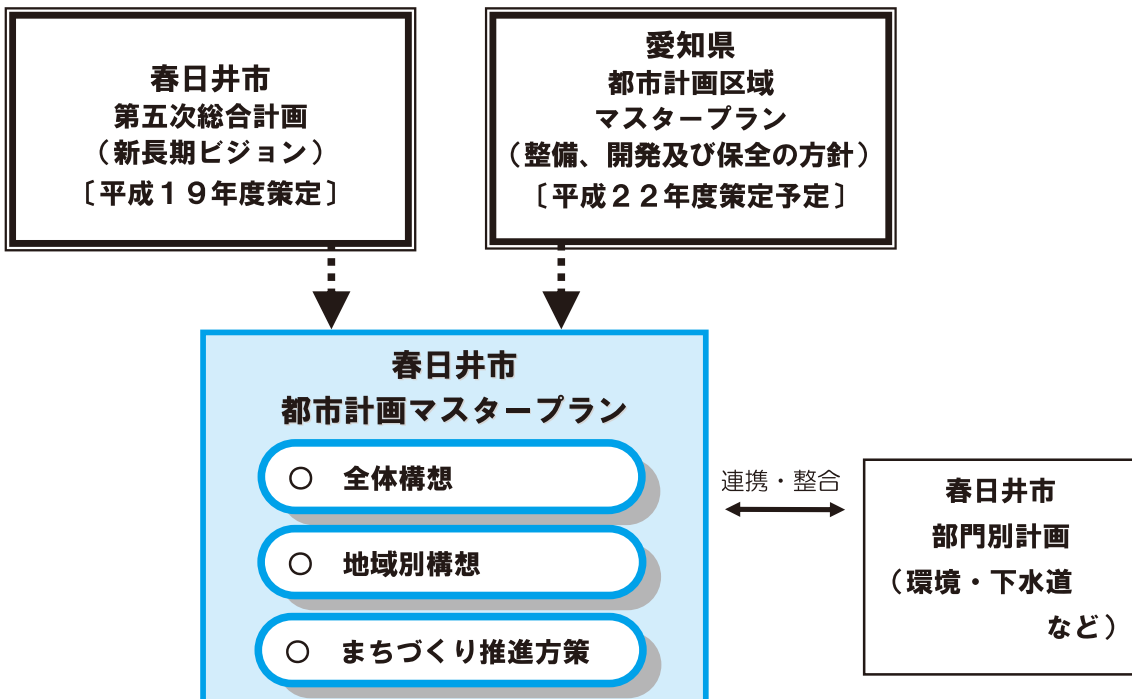 春日井市
第五次総合計画
（新長期ビジョン）
〔平成１９年度策定〕
愛知県
都市計画区域
マスタープラン
（整備、開発及び保全の方針）
〔平成２２年度策定予定〕
春日井市
都市計画マスタープラン
○ 全体構想
○ 地域別構想
○ まちづくり推進方策
連携・整合
春日井市
部門別計画
（環境・下水道
など）